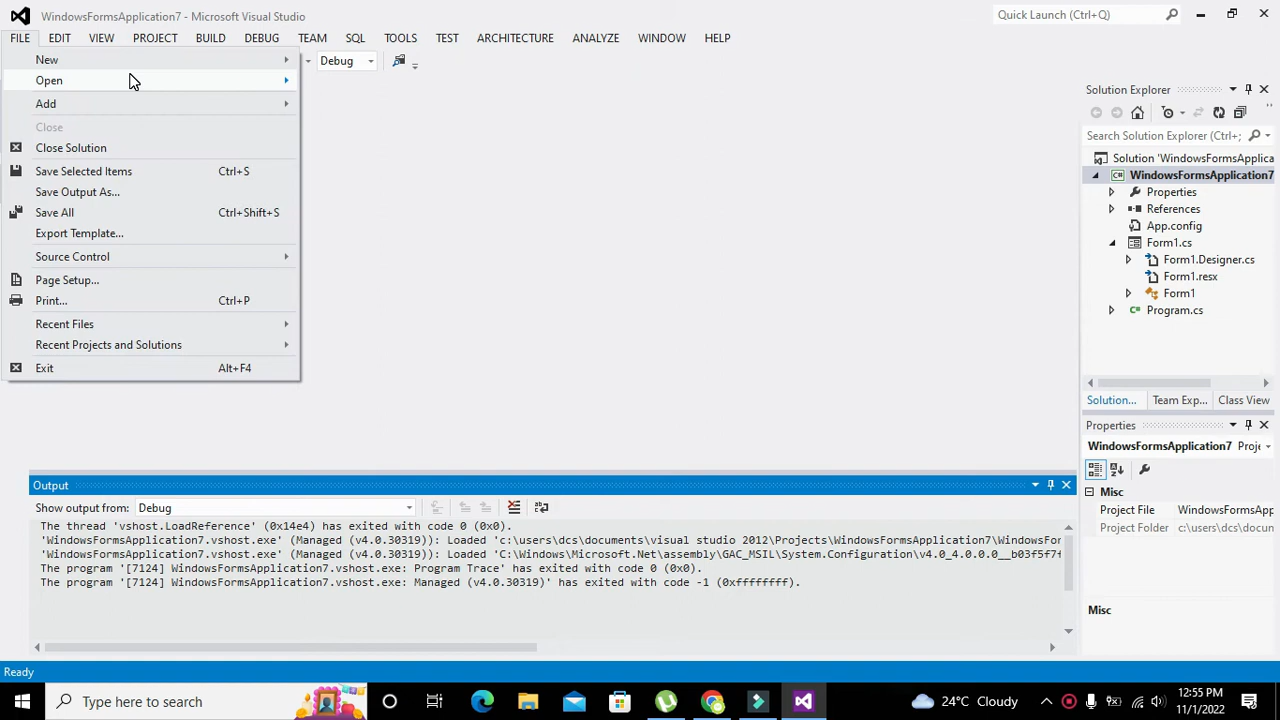 WindowsFormsApplication7 - Microsoft Visual Studio
Quick Launch (Ctrl+Q)
FILE EDIT VIEW PROJECT BUILD DEBUG TEAM SQL TOOLS TEST ARCHITECTURE ANALYZE WINDOW HELP
Debug
New
Open
Add
Close
Close Solution
Save Selected Items Ctrl+S
Save Output As...
Save All Ctrl+Shift+S
Export Template...
Source Control
Page Setup...
Print... Ctrl+P
Recent Files
Recent Projects and Solutions
Exit Alt+F4
Solution Explorer
Search Solution Explorer (Ctrl+;
Solution 'WindowsFormsApplica
WindowsFormsApplication7
Properties
References
App.config
Form1.cs
Form1.Designer.cs
Form1.resx
Form1
Program.cs
Solution... Team Exp... Class View
Properties
WindowsFormsApplication7 Proje
Misc
Project File WindowsFormsApp
Project Folder c:\users\dcs\docum
Misc
Output
Show output from: Debug
The thread 'vshost.LoadReference' (0x14e4) has exited with code 0 (0x0).
'WindowsFormsApplication7.vshost.exe' (Managed (v4.0.30319)): Loaded 'c:\users\dcs\documents\visual studio 2012\Projects\WindowsFormsApplication7\WindowsFor
'WindowsFormsApplication7.vshost.exe' (Managed (v4.0.30319)): Loaded 'C:\Windows\Microsoft.Net\assembly\GAC_MSIL\System.Configuration\v4.0_4.0.0.0__b03f5f7f
The program '[7124] WindowsFormsApplication7.vshost.exe: Program Trace' has exited with code 0 (0x0).
The program '[7124] WindowsFormsApplication7.vshost.exe: Managed (v4.0.30319)' has exited with code -1 (0xffffffff).
Ready
Type here to search
24°C Cloudy
12:55 PM
11/1/2022